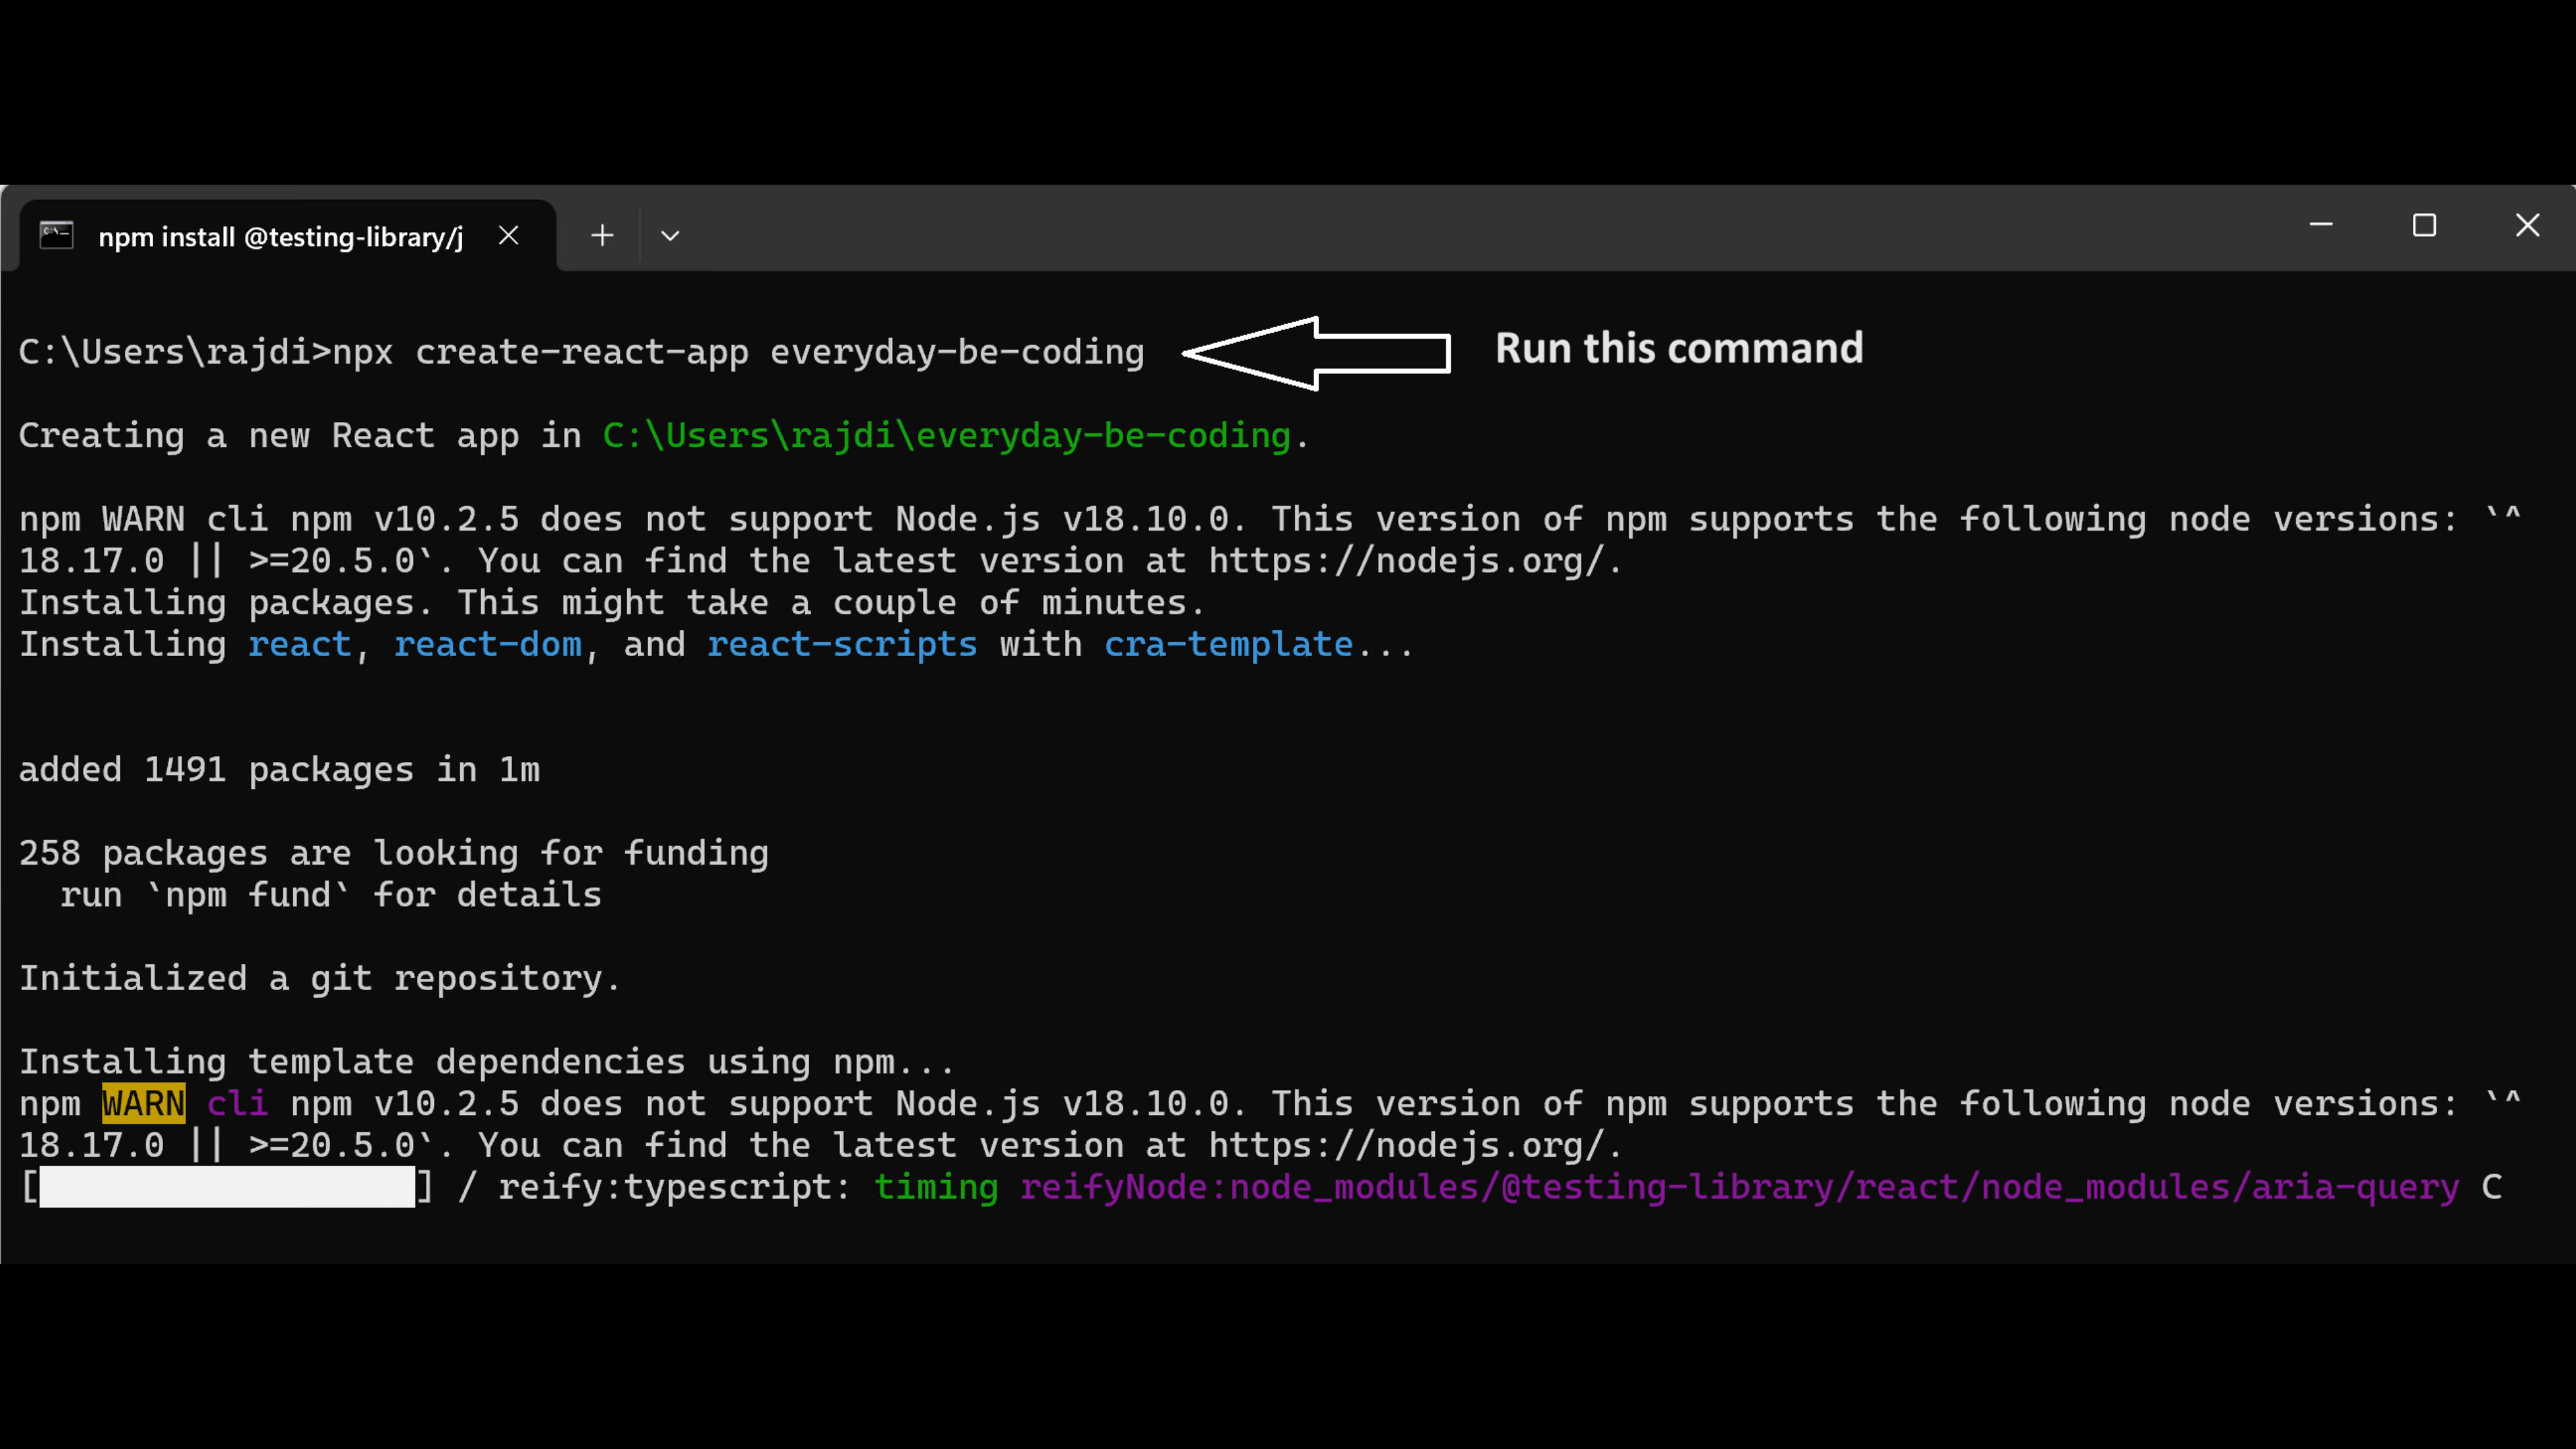 npm install @testing-library/j
C:\Users\rajdi>npx create-react-app everyday-be-coding
Run this command
Creating a new React app in C:\Users\rajdi\everyday-be-coding.
npm WARN cli npm v10.2.5 does not support Node.js v18.10.0. This version of npm supports the following node versions: `^
18.17.0 || >=20.5.0`. You can find the latest version at https://nodejs.org/.
Installing packages. This might take a couple of minutes.
Installing react, react-dom, and react-scripts with cra-template...
added 1491 packages in 1m
258 packages are looking for funding
run `npm fund` for details
Initialized a git repository.
Installing template dependencies using npm...
npm WARN cli npm v10.2.5 does not support Node.js v18.10.0. This version of npm supports the following node versions: `^
18.17.0 || >=20.5.0`. You can find the latest version at https://nodejs.org/.
[                  ] / reify:typescript: timing reifyNode:node_modules/@testing-library/react/node_modules/aria-query C